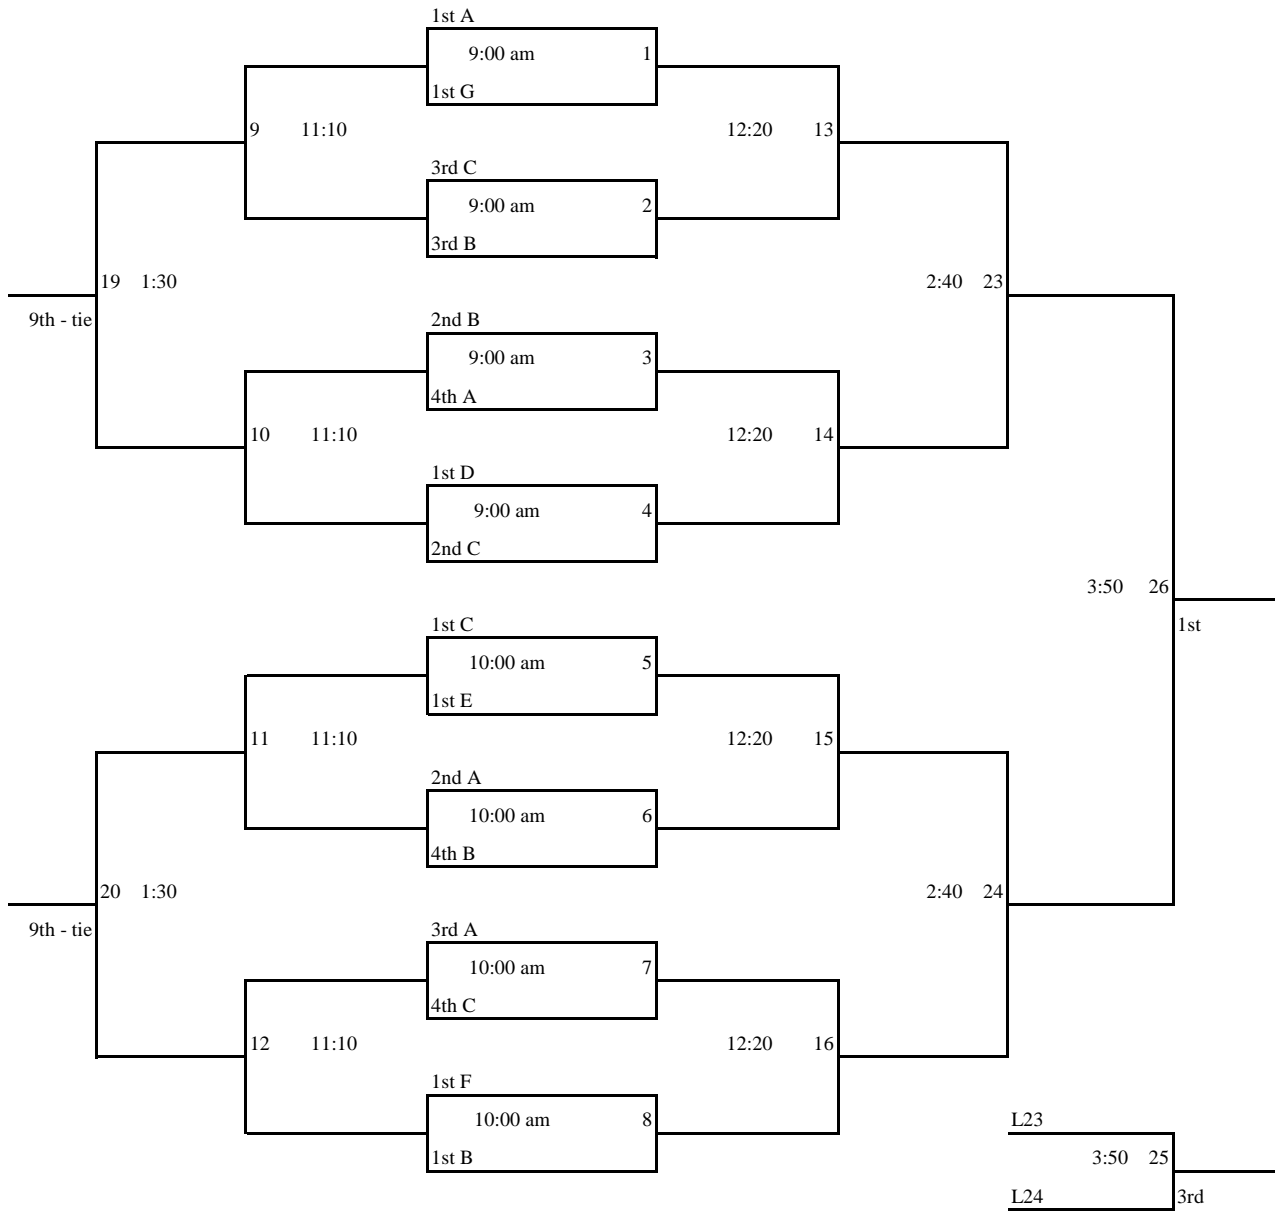 1st A
9:00 am 1
1st G
9 11:10 12:20 13
3rd C
9:00 am 2
3rd B
19 1:30 2:40 23
9th - tie 2nd B
9:00 am 3
4th A
10 11:10 12:20 14
1st D
9:00 am 4
2nd C
3:50 26
1st C 1st
10:00 am 5
1st E
11 11:10 12:20 15
2nd A
10:00 am 6
4th B
20 1:30 2:40 24
9th - tie 3rd A
10:00 am 7
4th C
12 11:10 12:20 16
1st F
10:00 am 8 L23
1st B 3:50 25
L24 3rd